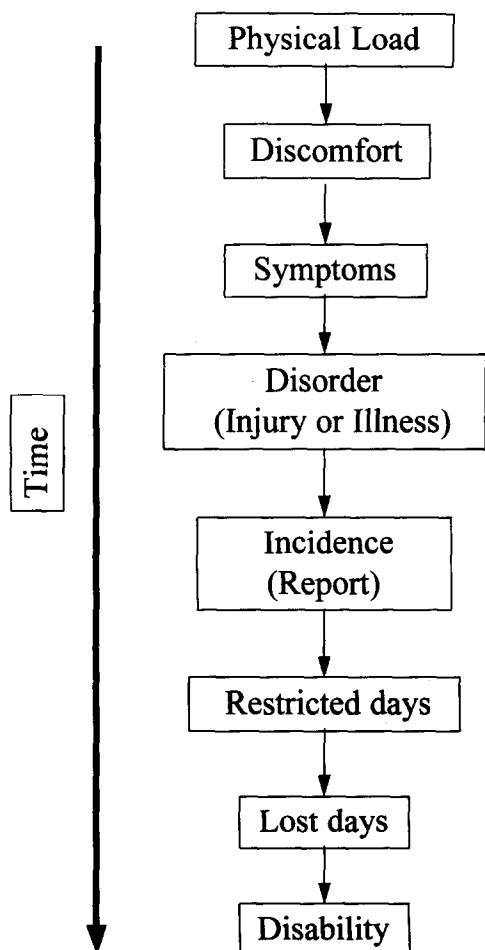 Physical Load
Discomfort
Symptoms
Disorder
(Injury or Illness)
Time
Incidence
(Report)
Restricted days
Lost days
Disability